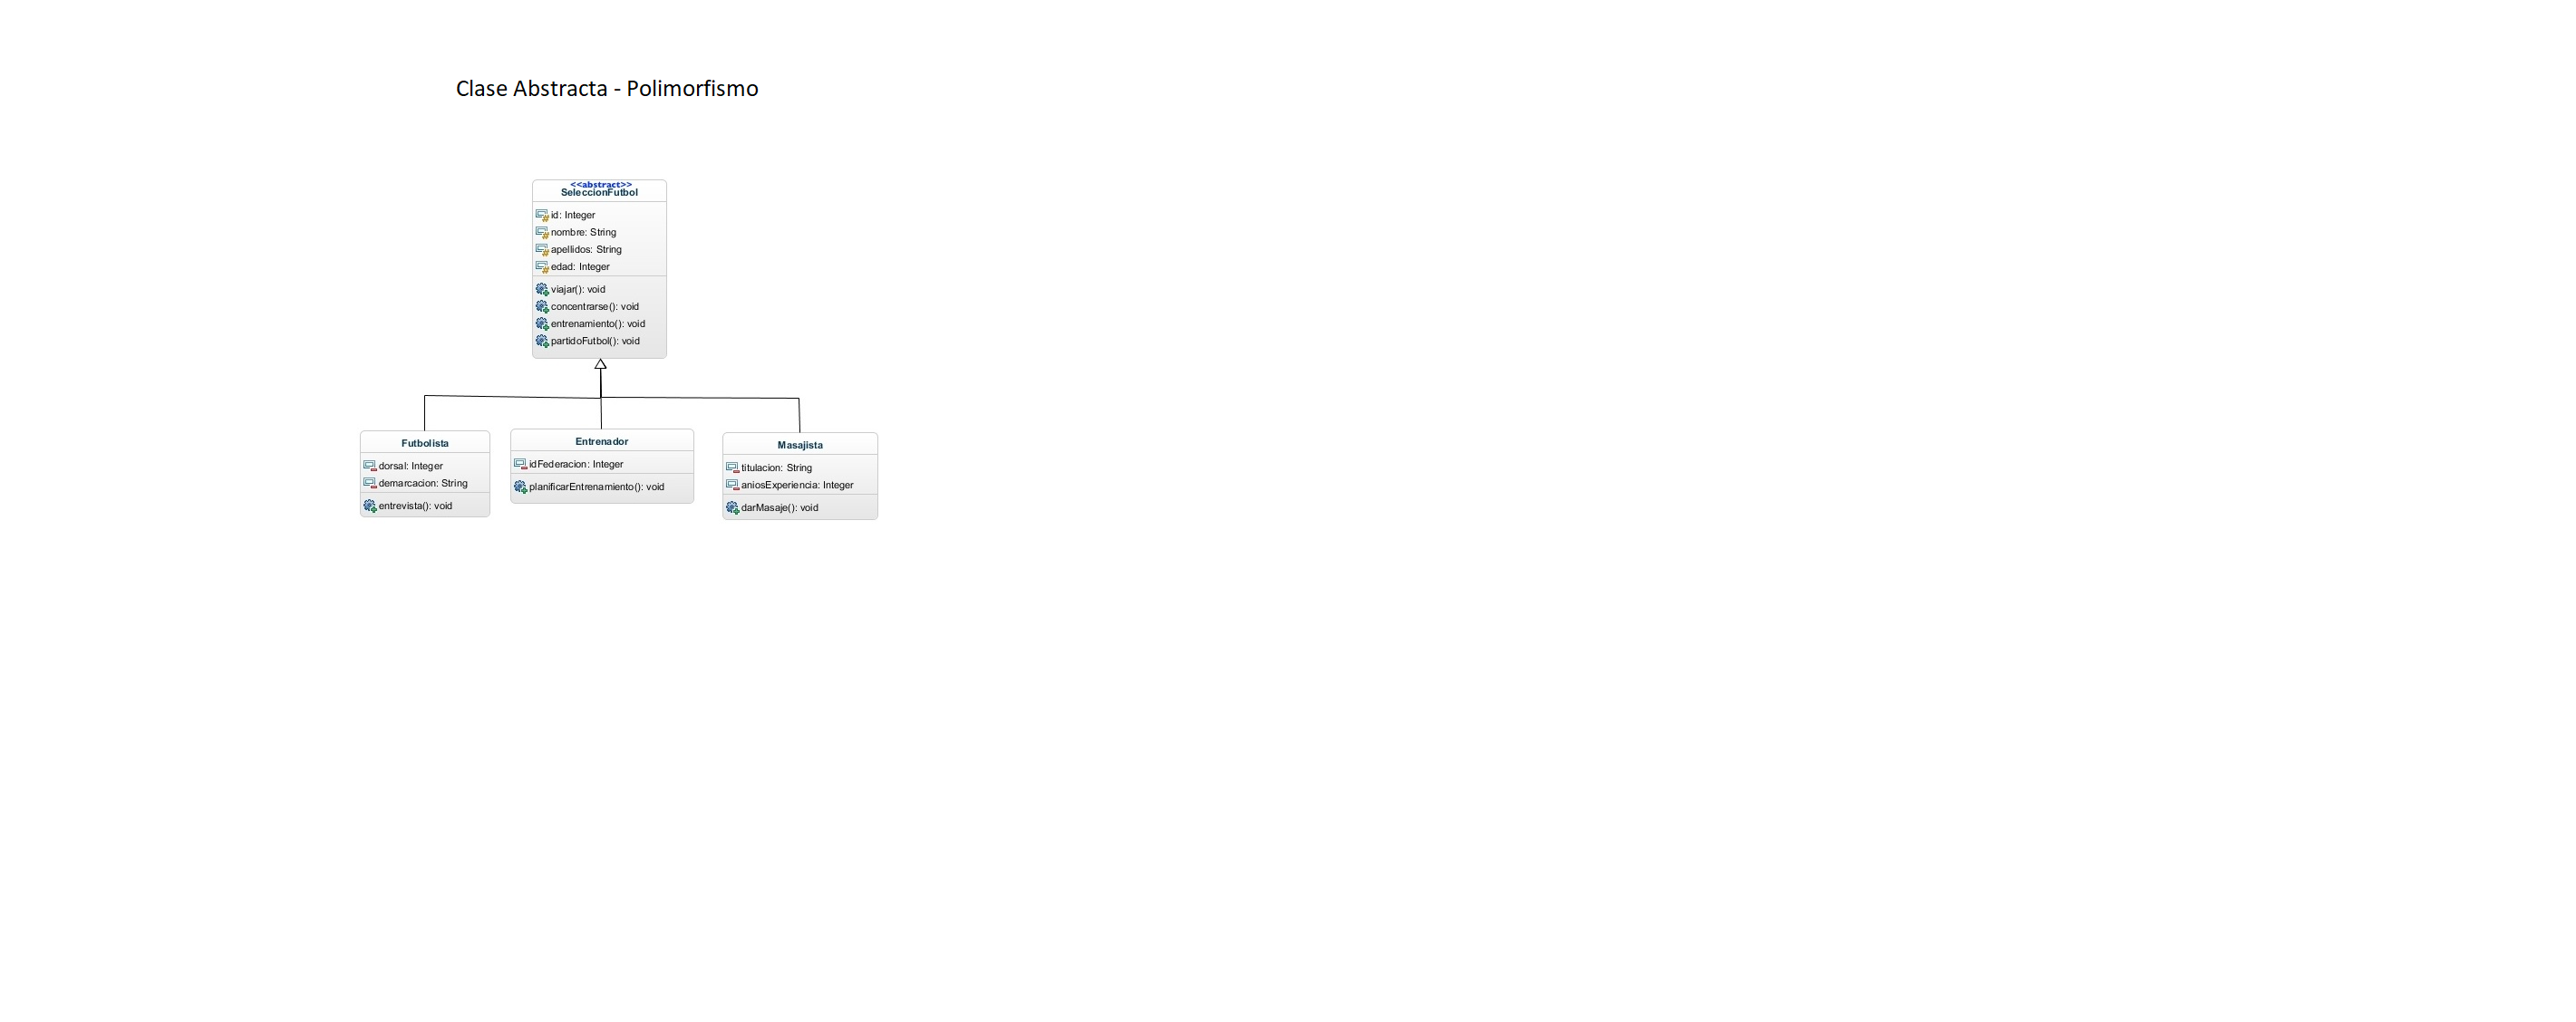 Clase Abstracta - Polimorfismo
<<abstract>>
SeleccionFutbol
id: Integer
nombre: String
apellidos: String
edad: Integer
viajar(): void
concentrarse(): void
entrenamiento(): void
partidoFutbol(): void
Futbolista
dorsal: Integer
demarcacion: String
entrevista(): void
Entrenador
idFederacion: Integer
planificarEntrenamiento(): void
Masajista
titulacion: String
aniosExperiencia: Integer
darMasaje(): void